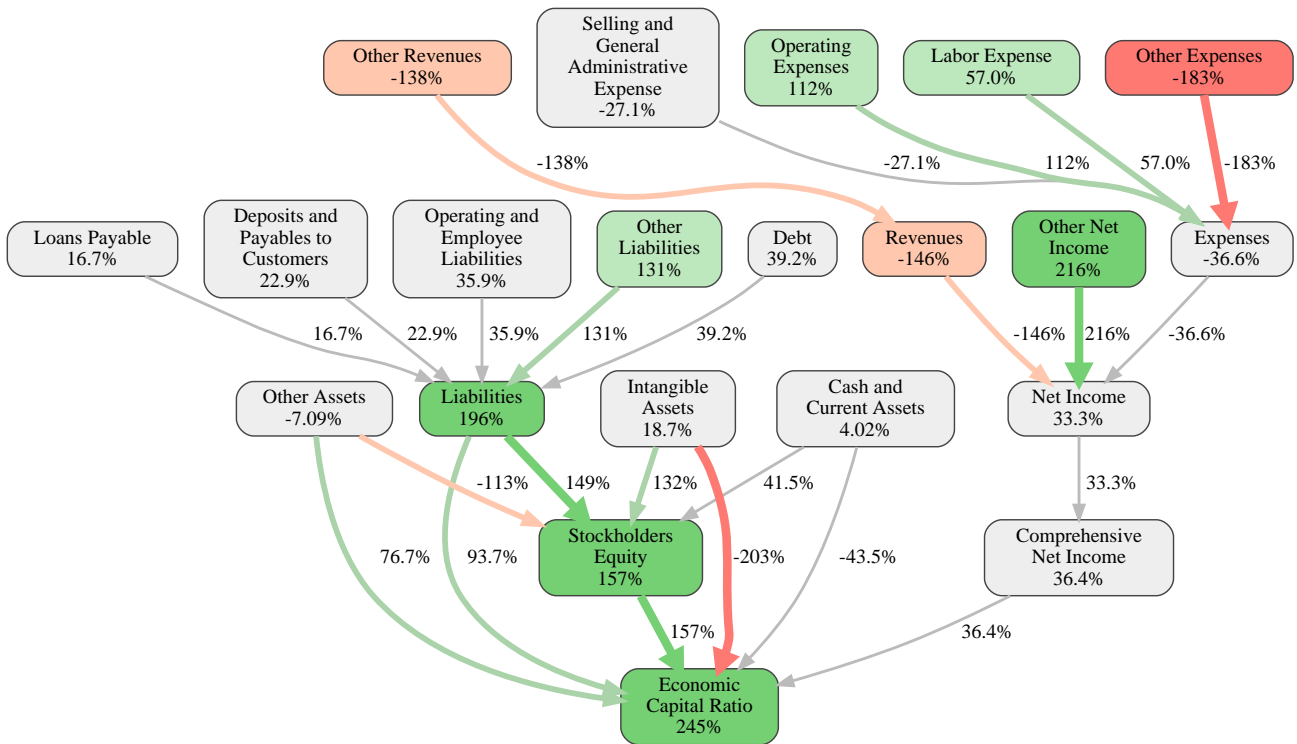 Selling and
General
Administrative
Expense
-27.1%
Other Revenues
-138%
Operating
Expenses
112%
Labor Expense
57.0%
Other Expenses
-183%
-138%
-27.1%
112%
57.0%
-183%
Loans Payable
16.7%
Deposits and
Payables to
Customers
22.9%
Operating and
Employee
Liabilities
35.9%
Other
Liabilities
131%
Debt
39.2%
Revenues
-146%
Other Net
Income
216%
Expenses
-36.6%
16.7%
22.9%
35.9%
131%
39.2%
-146%
216%
-36.6%
Other Assets
-7.09%
Liabilities
196%
Intangible
Assets
18.7%
Cash and
Current Assets
4.02%
Net Income
33.3%
-113%
149%
132%
41.5%
33.3%
76.7%
93.7%
Stockholders
Equity
157%
-203%
-43.5%
Comprehensive
Net Income
36.4%
157%
36.4%
Economic
Capital Ratio
245%